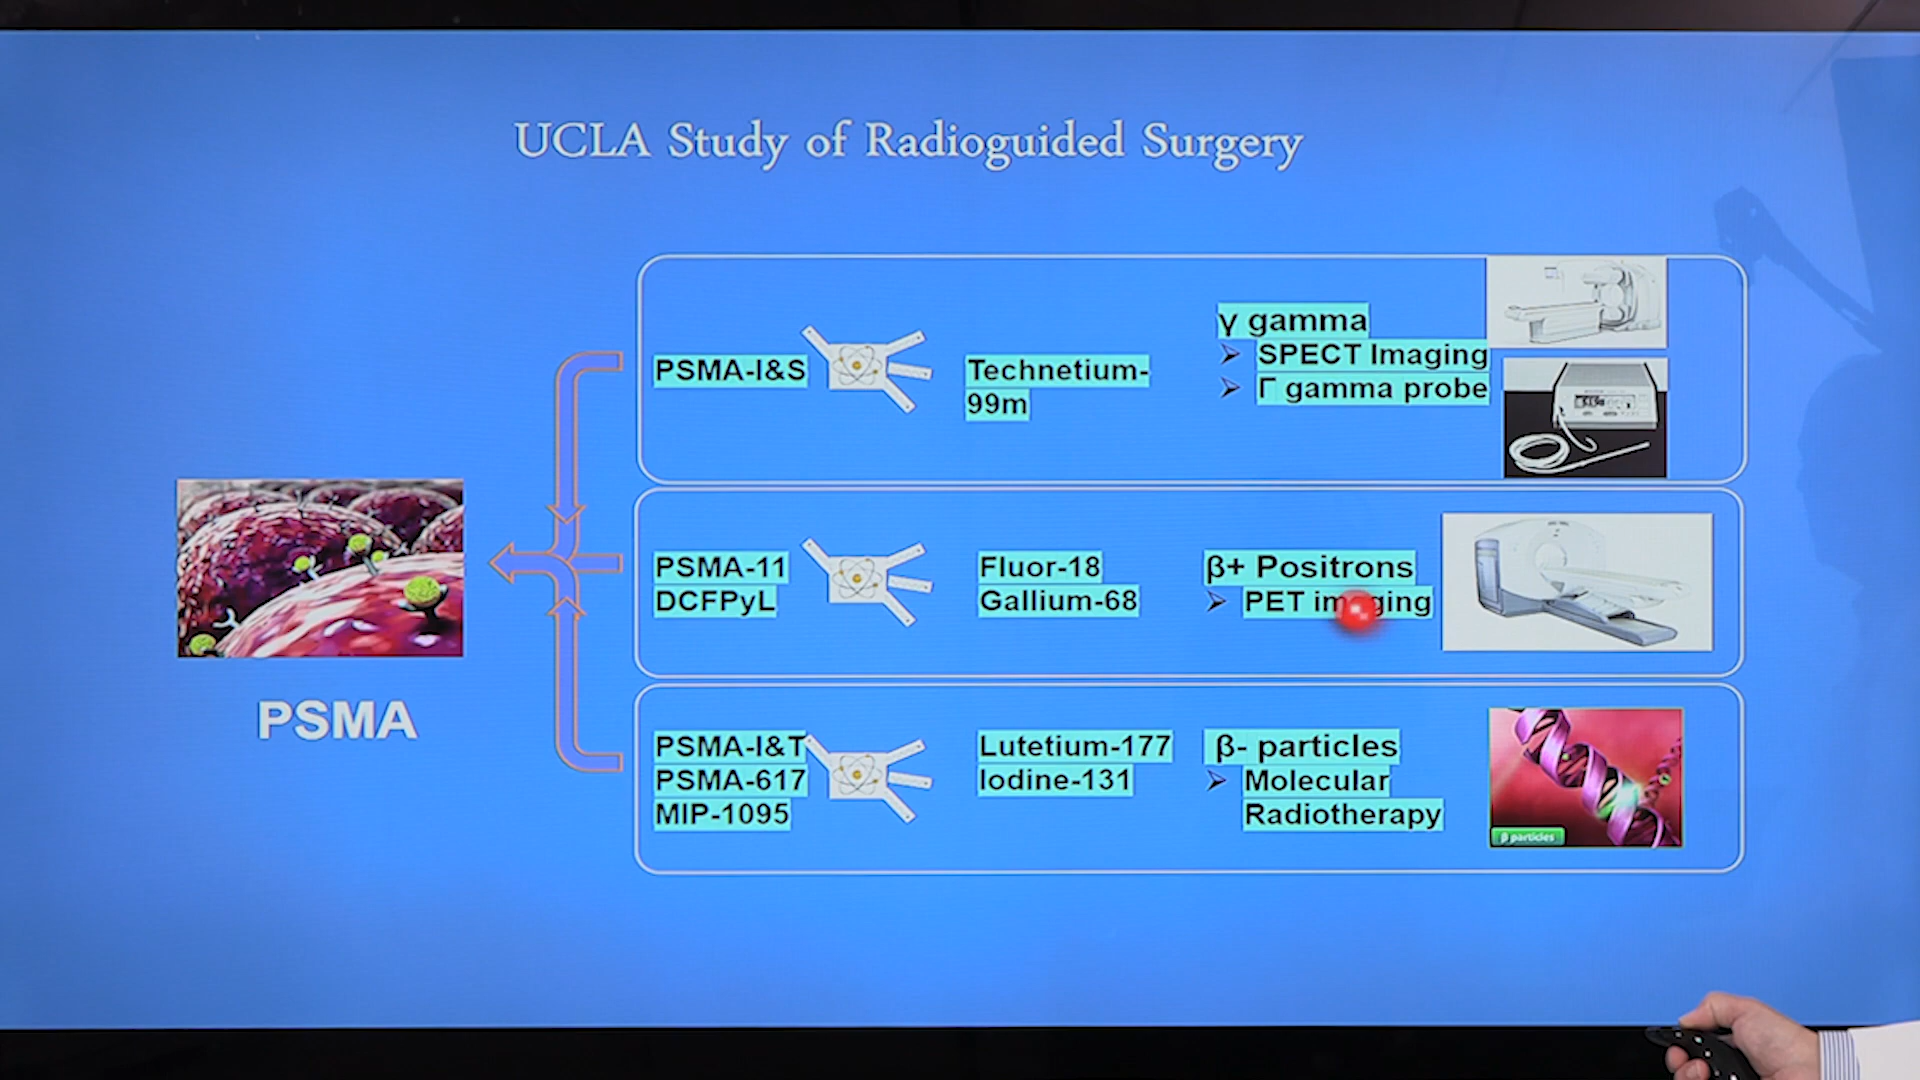 UCLA Study of Radioguided Surgery
PSMA-I&S
Technetium-
99m
γ gamma
➢ SPECT Imaging
➢ Γ gamma probe
PSMA
PSMA-11
DCFPyL
Fluor-18
Gallium-68
β+ Positrons
➢ PET imaging
PSMA-I&T
PSMA-617
MIP-1095
Lutetium-177
Iodine-131
β- particles
➢ Molecular
Radiotherapy
β particles